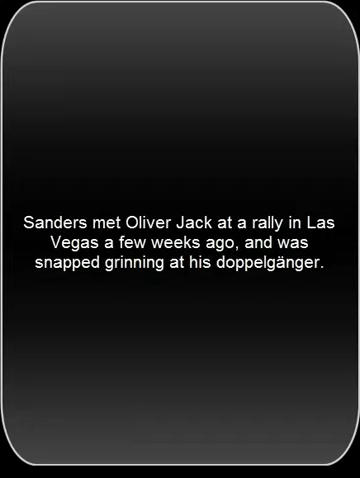 Sanders met Oliver Jack at a rally in Las
Vegas a few weeks ago, and was
snapped grinning at his doppelgänger.